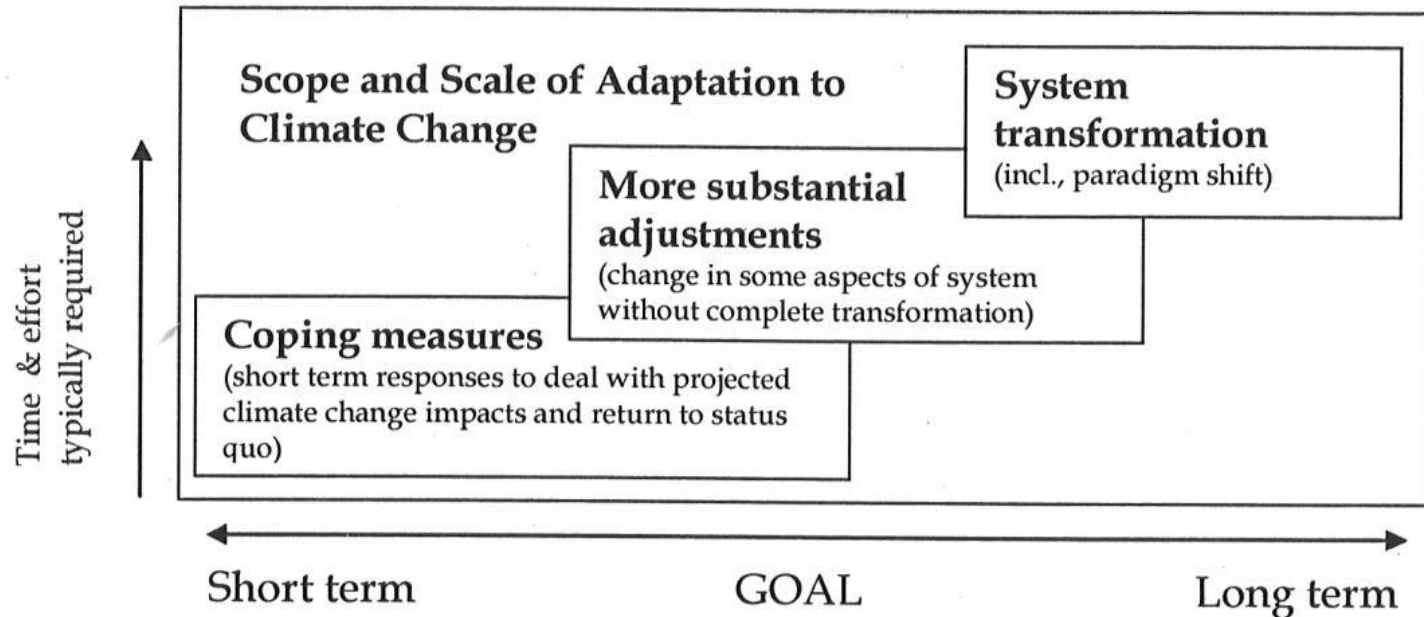 Scope and Scale of Adaptation to
Climate Change
System
transformation
(incl., paradigm shift)
More substantial
adjustments
(change in some aspects of system
without complete transformation)
Coping measures
(short term responses to deal with projected
climate change impacts and return to status
quo)
Time & effort
typically required
Short term
GOAL
Long term